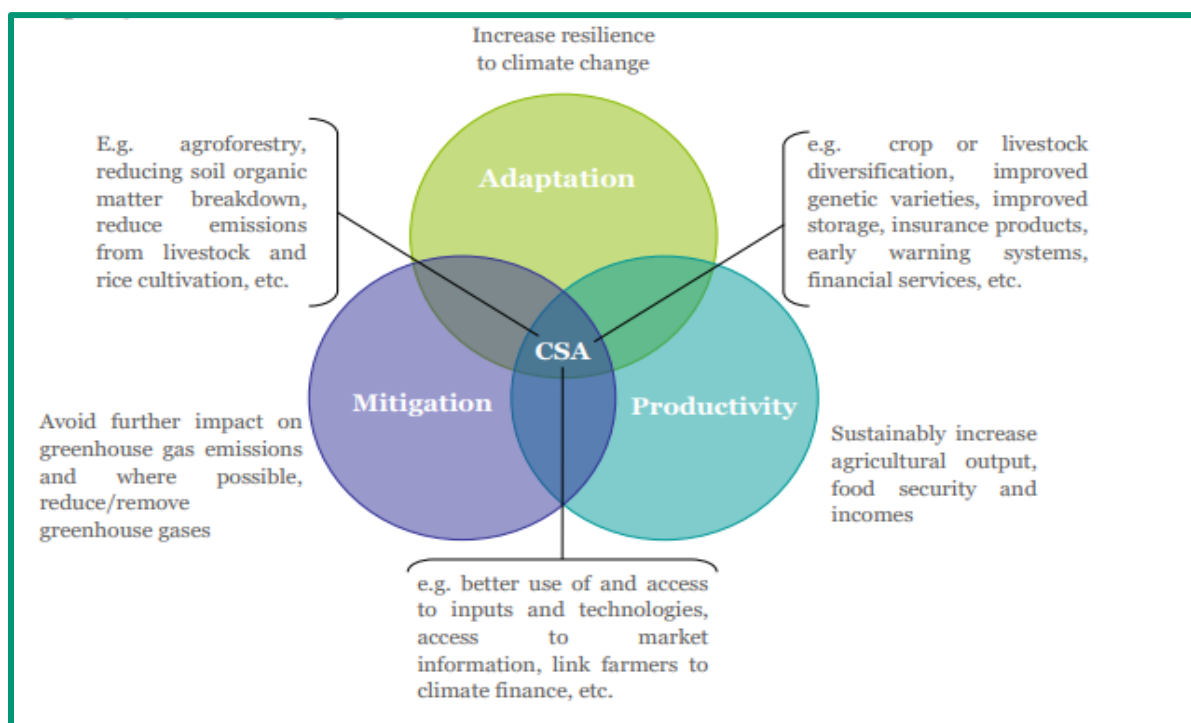 Increase resilience
to climate change
E.g. agroforestry,
reducing soil organic
matter breakdown,
reduce emissions
from livestock and
rice cultivation, etc.
Adaptation
e.g. crop or livestock
diversification, improved
genetic varieties, improved
storage, insurance products,
early warning systems,
financial services, etc.
CSA
Mitigation
Productivity
Avoid further impact on
greenhouse gas emissions
and where possible,
reduce/remove
greenhouse gases
Sustainably increase
agricultural output,
food security and
incomes
e.g. better use of and access
to inputs and technologies,
access to market
information, link farmers to
climate finance, etc.